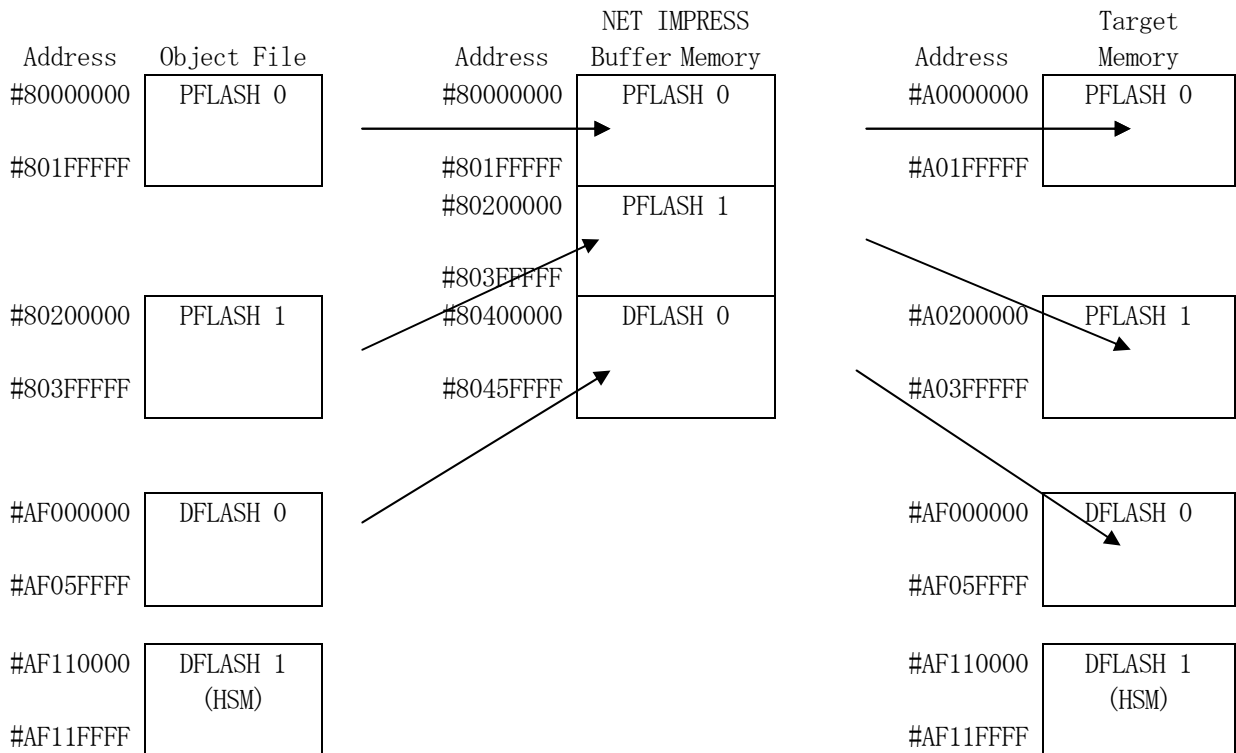 NET IMPRESS Target
Address Object File Address Buffer Memory Address Memory
#80000000 PFLASH 0 #80000000 PFLASH 0 #A0000000 PFLASH 0
#801FFFFF #801FFFFF #A01FFFFF
#80200000 PFLASH 1
#803FFFFF
#80200000 PFLASH 1 #80400000 DFLASH 0 #A0200000 PFLASH 1
#803FFFFF #8045FFFF #A03FFFFF
#AF000000 DFLASH 0 #AF000000 DFLASH 0
#AF05FFFF #AF05FFFF
#AF110000 DFLASH 1 #AF110000 DFLASH 1
(HSM) (HSM)
#AF11FFFF #AF11FFFF